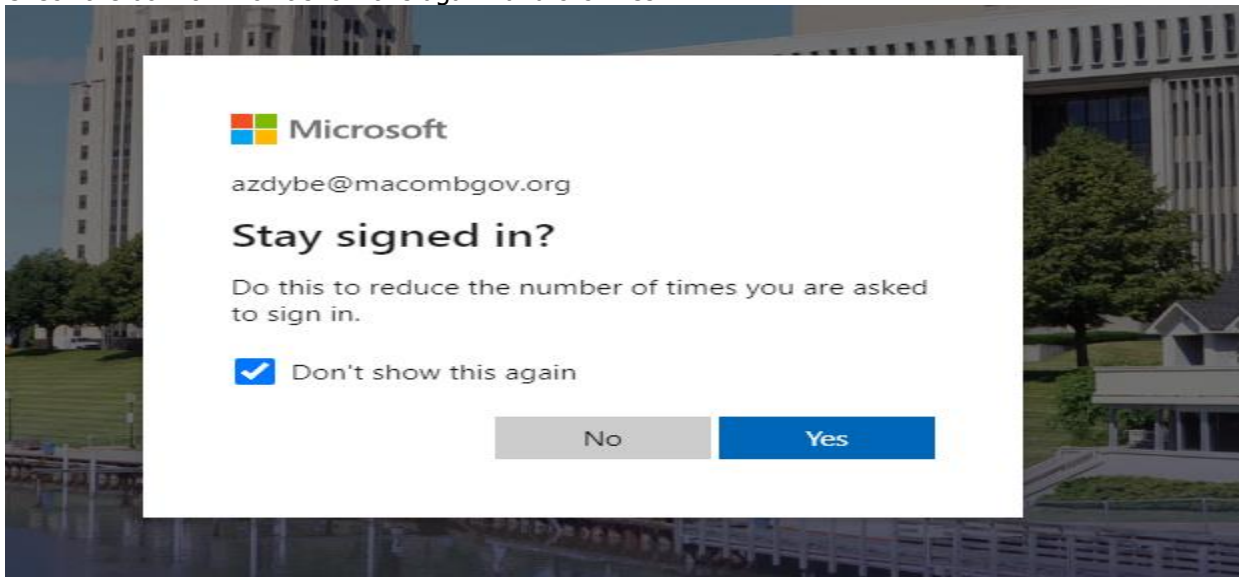 Microsoft
azdybe@macombgov.org
Stay signed in?
Do this to reduce the number of times you are asked
to sign in.
Don't show this again
No
Yes